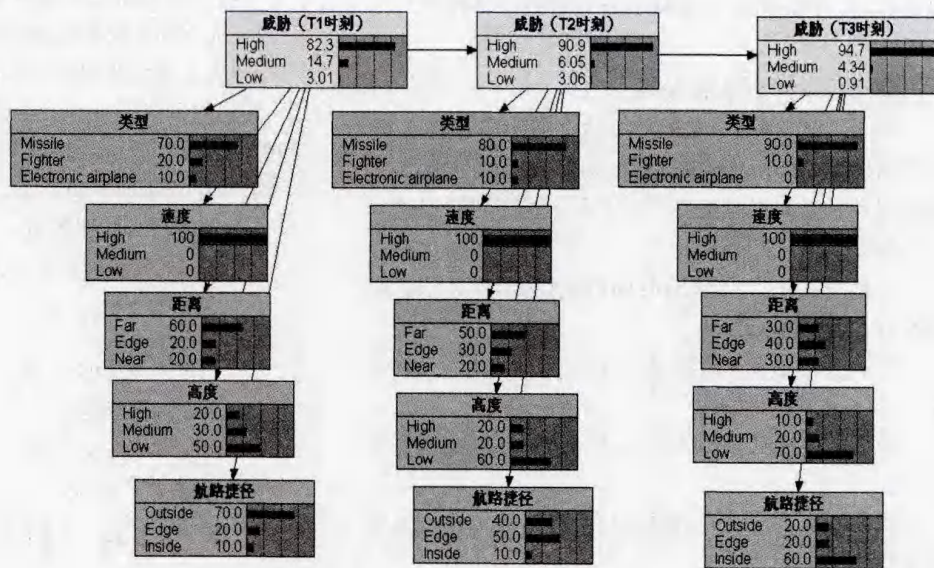 威胁（T1时刻）
High 82.3
Medium 14.7
Low 3.01
类型
Missile 70.0
Fighter 20.0
Electronic airplane 10.0
速度
High 100
Medium 0
Low 0
距离
Far 60.0
Edge 20.0
Near 20.0
高度
High 20.0
Medium 30.0
Low 50.0
航路捷径
Outside 70.0
Edge 20.0
Inside 10.0
威胁（T2时刻）
High 90.9
Medium 6.05
Low 3.06
类型
Missile 80.0
Fighter 10.0
Electronic airplane 10.0
速度
High 100
Medium 0
Low 0
距离
Far 50.0
Edge 30.0
Near 20.0
高度
High 20.0
Medium 20.0
Low 60.0
航路捷径
Outside 40.0
Edge 50.0
Inside 10.0
威胁（T3时刻）
High 94.7
Medium 4.34
Low 0.91
类型
Missile 90.0
Fighter 10.0
Electronic airplane 0
速度
High 100
Medium 0
Low 0
距离
Far 30.0
Edge 40.0
Near 30.0
高度
High 10.0
Medium 20.0
Low 70.0
航路捷径
Outside 20.0
Edge 20.0
Inside 60.0